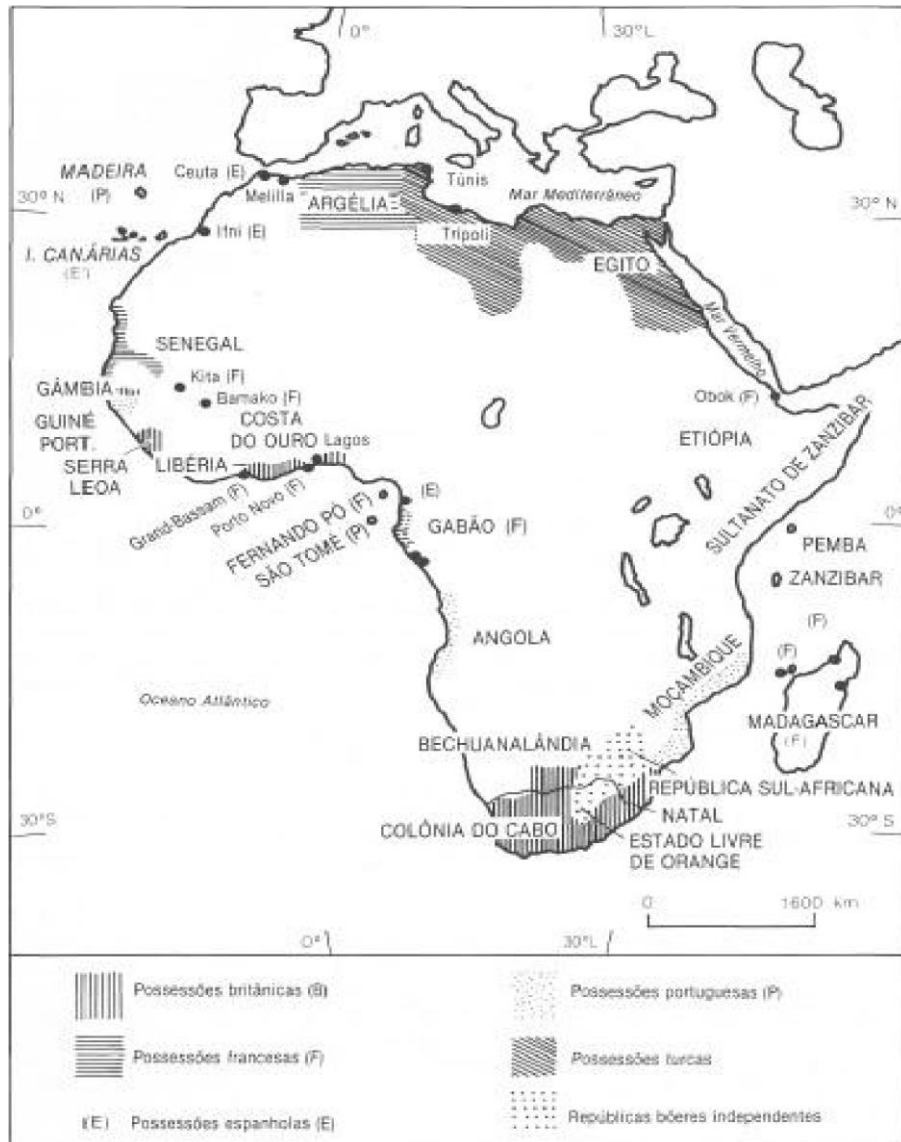 0°
30°L
MADEIRA
(P)
Ceuta (E)
Melilla
ARGÉLIA
Túnis
Mar Mediterrâneo
30° N
30° N
Ifni (E)
I. CANÁRIAS
(E)
Trípoli
EGITO
Mar Vermelho
SENEGAL
Kita (F)
GÂMBIA
Bamako (F)
Obok (F)
GUINÉ
PORT.
COSTA
DO OURO
Lagos
ETIÓPIA
SERRA
LEOA
LIBÉRIA
SULTANATO DE ZANZIBAR
Grand-Bassam (F)
Porto Novo (F)
(E)
0°
0°
FERNANDO PÓ (F)
GABÃO (F)
SÃO TOMÉ (P)
PEMBA
ZANZIBAR
(F)
ANGOLA
(F)
MOÇAMBIQUE
Oceano Atlântico
MADAGASCAR
(F)
BECHUANALÂNDIA
REPÚBLICA SUL-AFRICANA
NATAL
30°S
30° S
COLÔNIA DO CABO
ESTADO LIVRE
DE ORANGE
0
1600 km
0°
30°L
Possessões britânicas (B)
Possessões portuguesas (P)
Possessões francesas (F)
Possessões turcas
(E) Possessões espanholas (E)
Repúblicas bôeres independentes